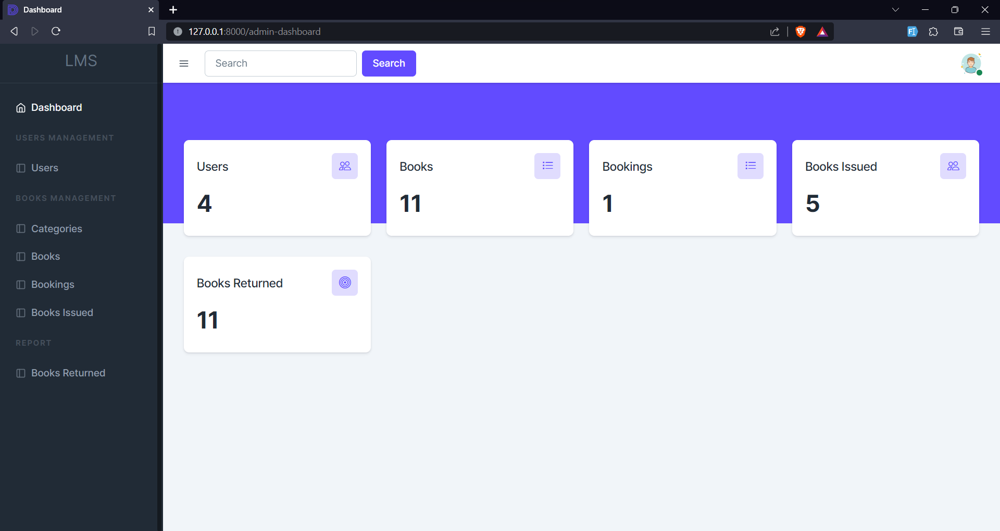 Dashboard
127.0.0.1:8000/admin-dashboard
LMS
Search
Search
Dashboard
USERS MANAGEMENT
Users
BOOKS MANAGEMENT
Categories
Books
Bookings
Books Issued
REPORT
Books Returned
Users
4
Books
11
Bookings
1
Books Issued
5
Books Returned
11